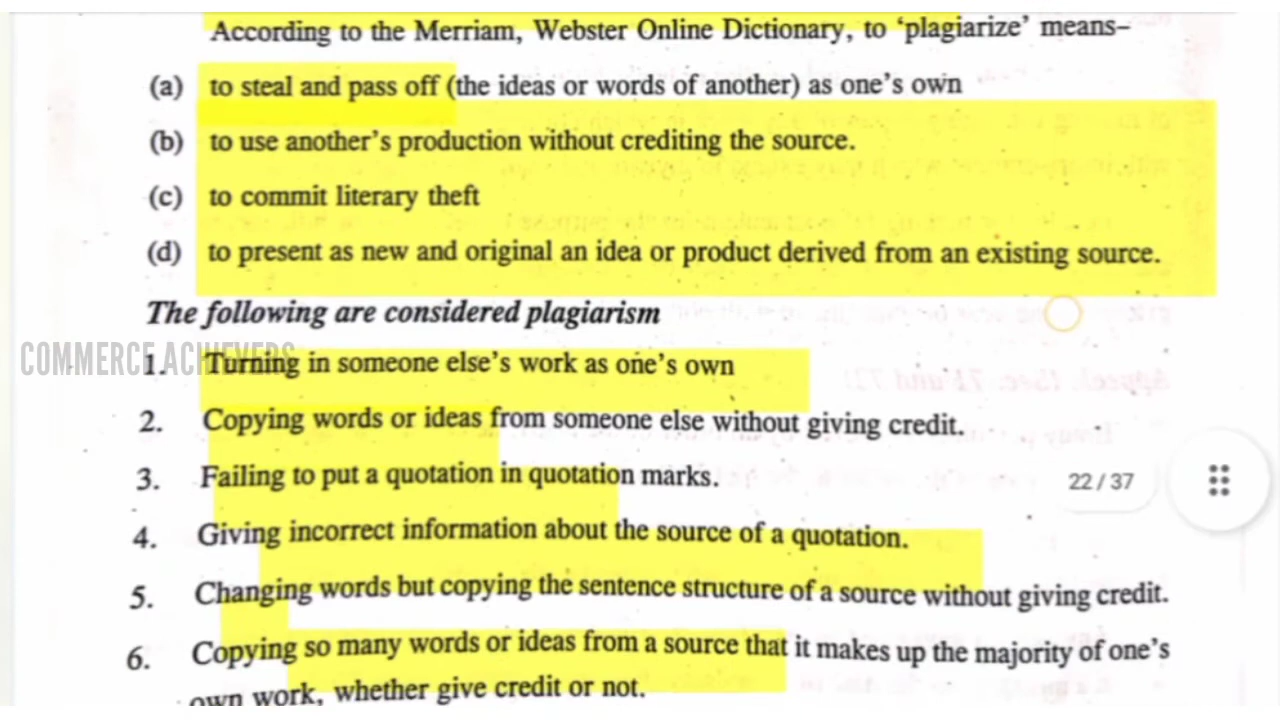 According to the Merriam, Webster Online Dictionary, to ‘plagiarize’ means–
(a) to steal and pass off (the ideas or words of another) as one’s own
(b) to use another’s production without crediting the source.
(c) to commit literary theft
(d) to present as new and original an idea or product derived from an existing source.
The following are considered plagiarism
COMMERCE ACHIEVERS
1. Turning in someone else’s work as one’s own
2. Copying words or ideas from someone else without giving credit.
3. Failing to put a quotation in quotation marks.
22 / 37
4. Giving incorrect information about the source of a quotation.
5. Changing words but copying the sentence structure of a source without giving credit.
6. Copying so many words or ideas from a source that it makes up the majority of one’s
own work, whether give credit or not.